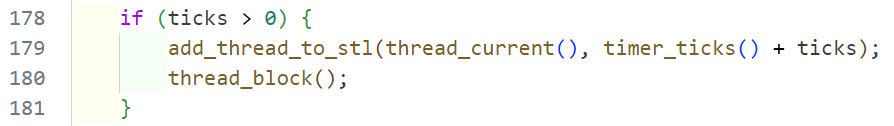 178 if (ticks > 0) {
179 add_thread_to_stl(thread_current(), timer_ticks() + ticks);
180 thread_block();
181 }